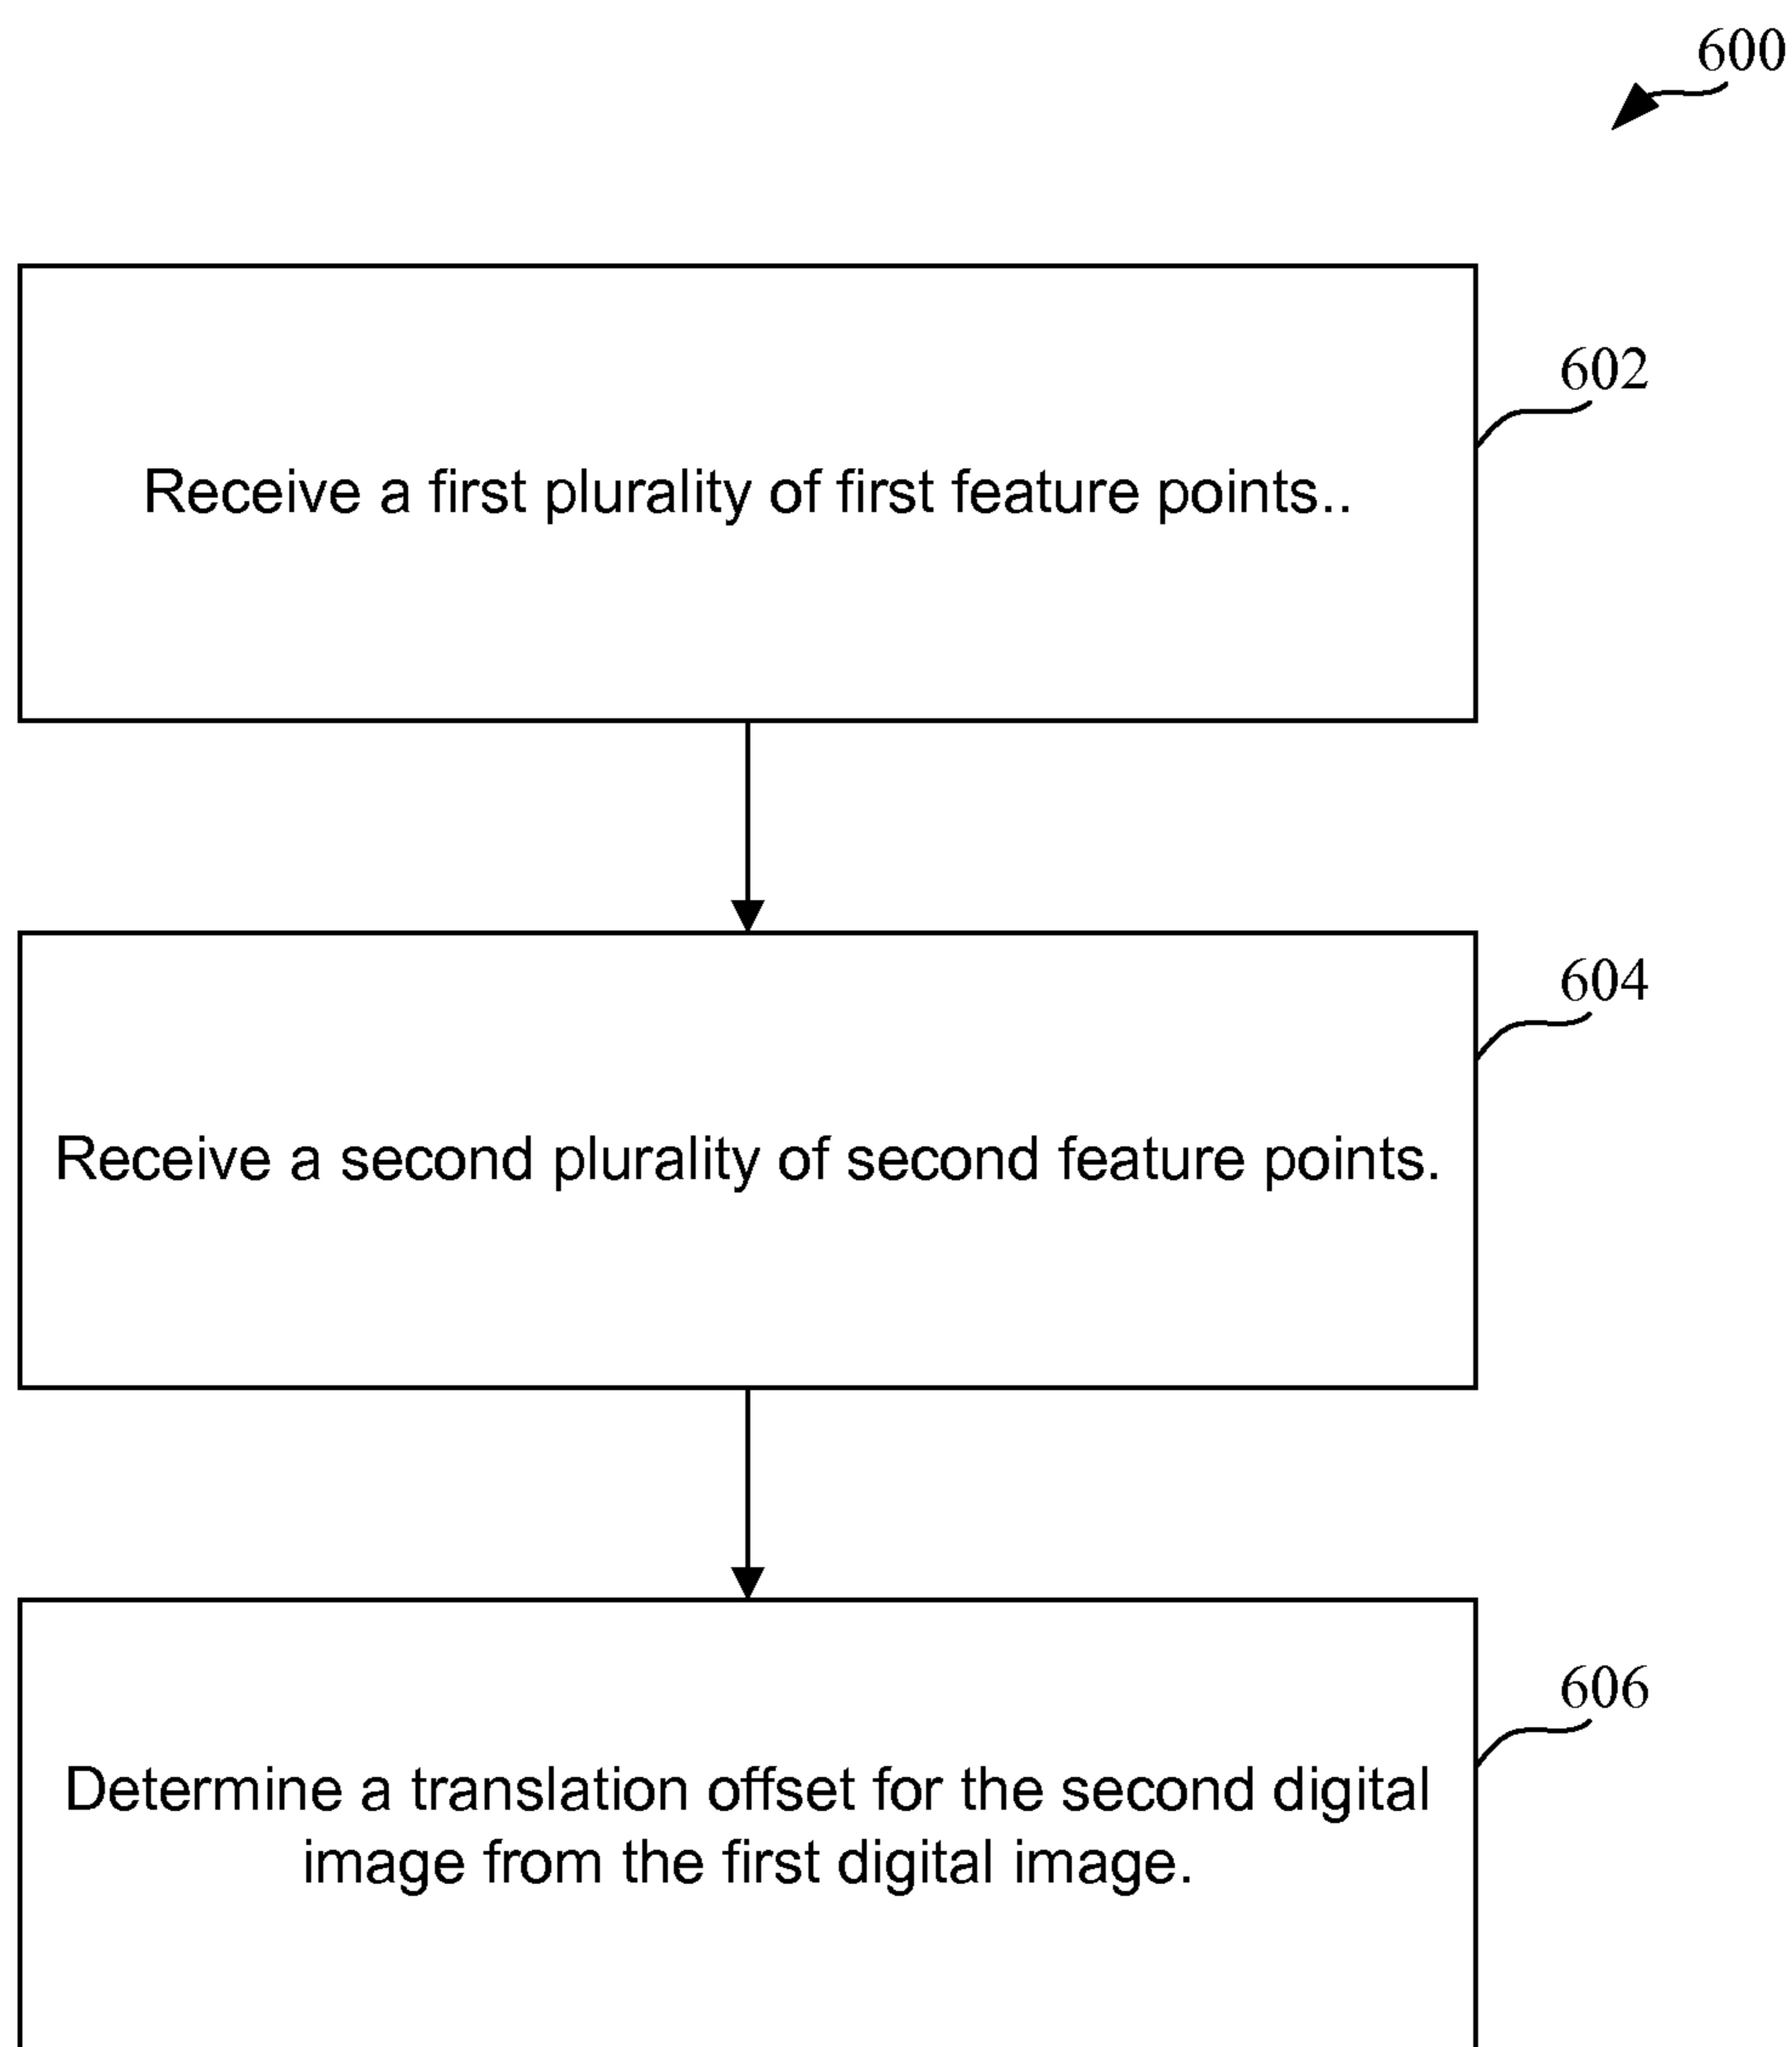 600
602
Receive a first plurality of first feature points..
604
Receive a second plurality of second feature points.
606
Determine a translation offset for the second digital
image from the first digital image.